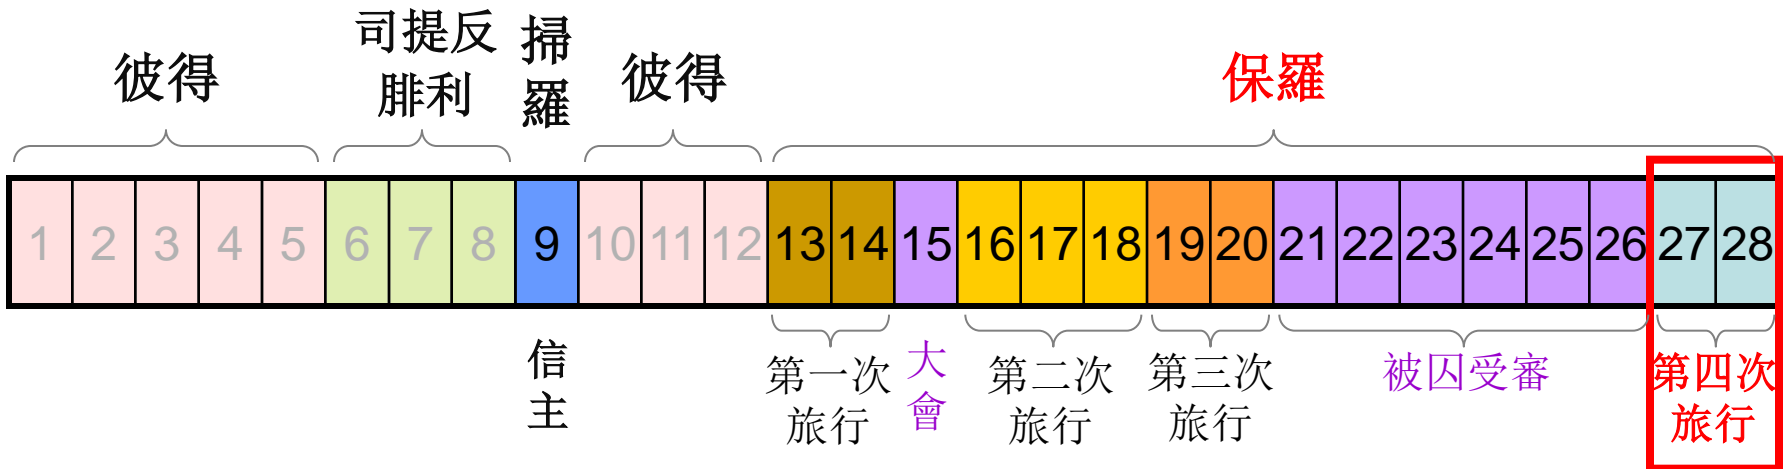 彼得
司提反
腓利
掃
羅
彼得
保羅
1 2 3 4 5 6 7 8 9 10 11 12 13 14 15 16 17 18 19 20 21 22 23 24 25 26 27 28
信
主
第一次
旅行
大
會
第二次
旅行
第三次
旅行
被囚受審
第四次
旅行